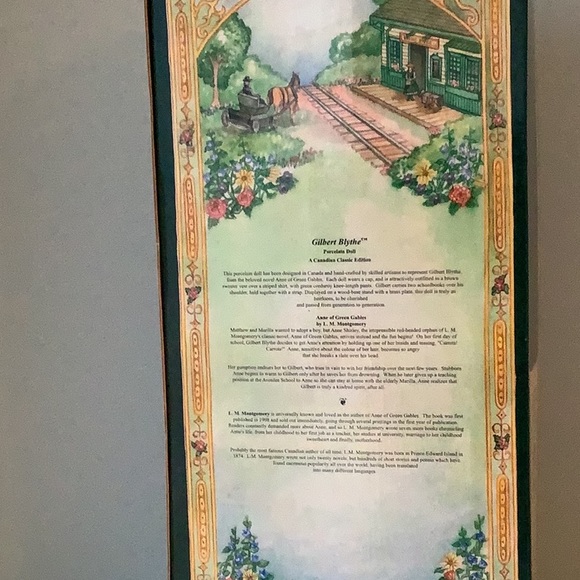 Gilbert Blythe™
Porcelain Doll
A Canadian Classic Edition
This porcelain doll has been designed in Canada and hand-crafted by skilled artisans to represent Gilbert Blythe,
from the beloved novel Anne of Green Gables. Each doll wears a cap, and is attractively outfitted in a brown
sweater vest over a striped shirt, with green corduroy knee-length pants. Gilbert carries two schoolbooks over his
shoulder, held together with a strap. Displayed on a wood-base stand with a brass plate, this doll is truly an
heirloom, to be cherished
and passed from generation to generation.
Anne of Green Gables
by L. M. Montgomery
Matthew and Marilla wanted to adopt a boy, but Anne Shirley, the irrepressible red-headed orphan of L. M.
Montgomery's classic novel, Anne of Green Gables, arrives instead and the fun begins! On her first day of
school, Gilbert Blythe decides to get Anne's attention by holding up one of her braids and teasing, "Carrots!
Carrots!" Anne, sensitive about the colour of her hair, becomes so angry
that she breaks a slate over his head.
Her gumption endears her to Gilbert, who tries in vain to win her friendship over the next few years. Stubborn
Anne begins to warm to Gilbert only after he saves her from drowning. When he later gives up a teaching
position at the Avonlea School to Anne so she can stay at home with the elderly Marilla, Anne realizes that
Gilbert is truly a kindred spirit, after all.
L. M. Montgomery is universally known and loved as the author of Anne of Green Gables. The book was first
published in 1908 and sold out immediately, going through several printings in the first year of publication.
Readers constantly demanded more about Anne, and so L. M. Montgomery wrote seven more books chronicling
Anne's life, from her childhood to her first job as a teacher, her studies at university, marriage to her childhood
sweetheart and finally, motherhood.
Probably the most famous Canadian author of all time, L. M. Montgomery was born in Prince Edward Island in
1874. L.M. Montgomery wrote not only twenty novels, but hundreds of short stories and poems which have
found enormous popularity all over the world, having been translated
into many different languages.